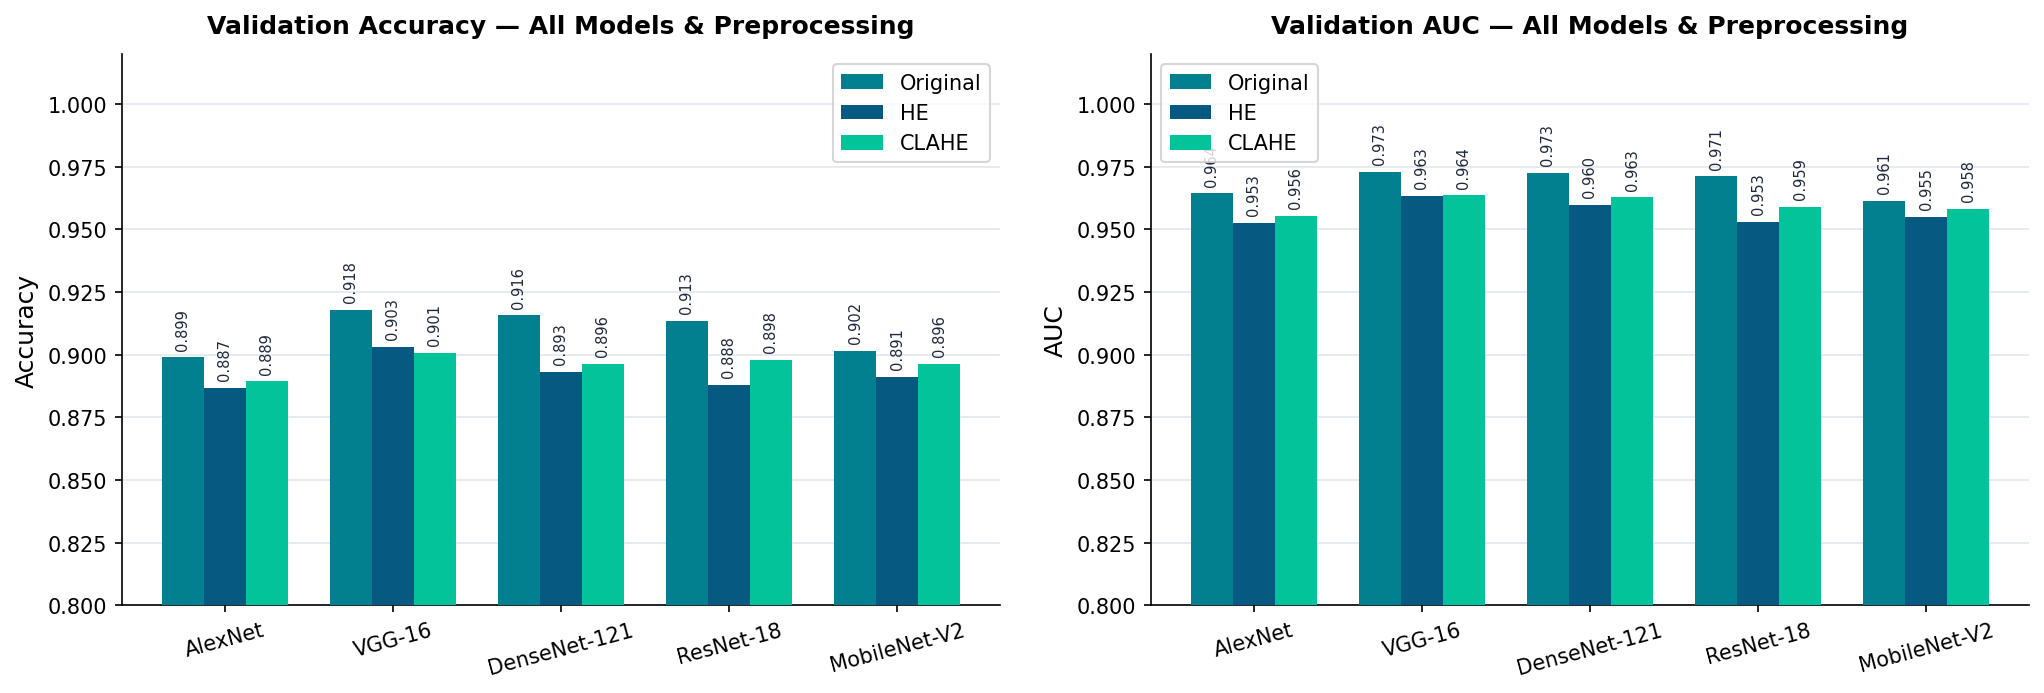 Validation Accuracy — All Models & Preprocessing
Original
HE
CLAHE
Accuracy
1.000
0.975
0.950
0.925
0.900
0.875
0.850
0.825
0.800
0.899
0.887
0.889
0.918
0.903
0.901
0.916
0.893
0.896
0.913
0.888
0.898
0.902
0.891
0.896
AlexNet
VGG-16
DenseNet-121
ResNet-18
MobileNet-V2
Validation AUC — All Models & Preprocessing
Original
HE
CLAHE
AUC
1.000
0.975
0.950
0.925
0.900
0.875
0.850
0.825
0.800
0.964
0.953
0.956
0.973
0.963
0.964
0.973
0.960
0.963
0.971
0.953
0.959
0.961
0.955
0.958
AlexNet
VGG-16
DenseNet-121
ResNet-18
MobileNet-V2